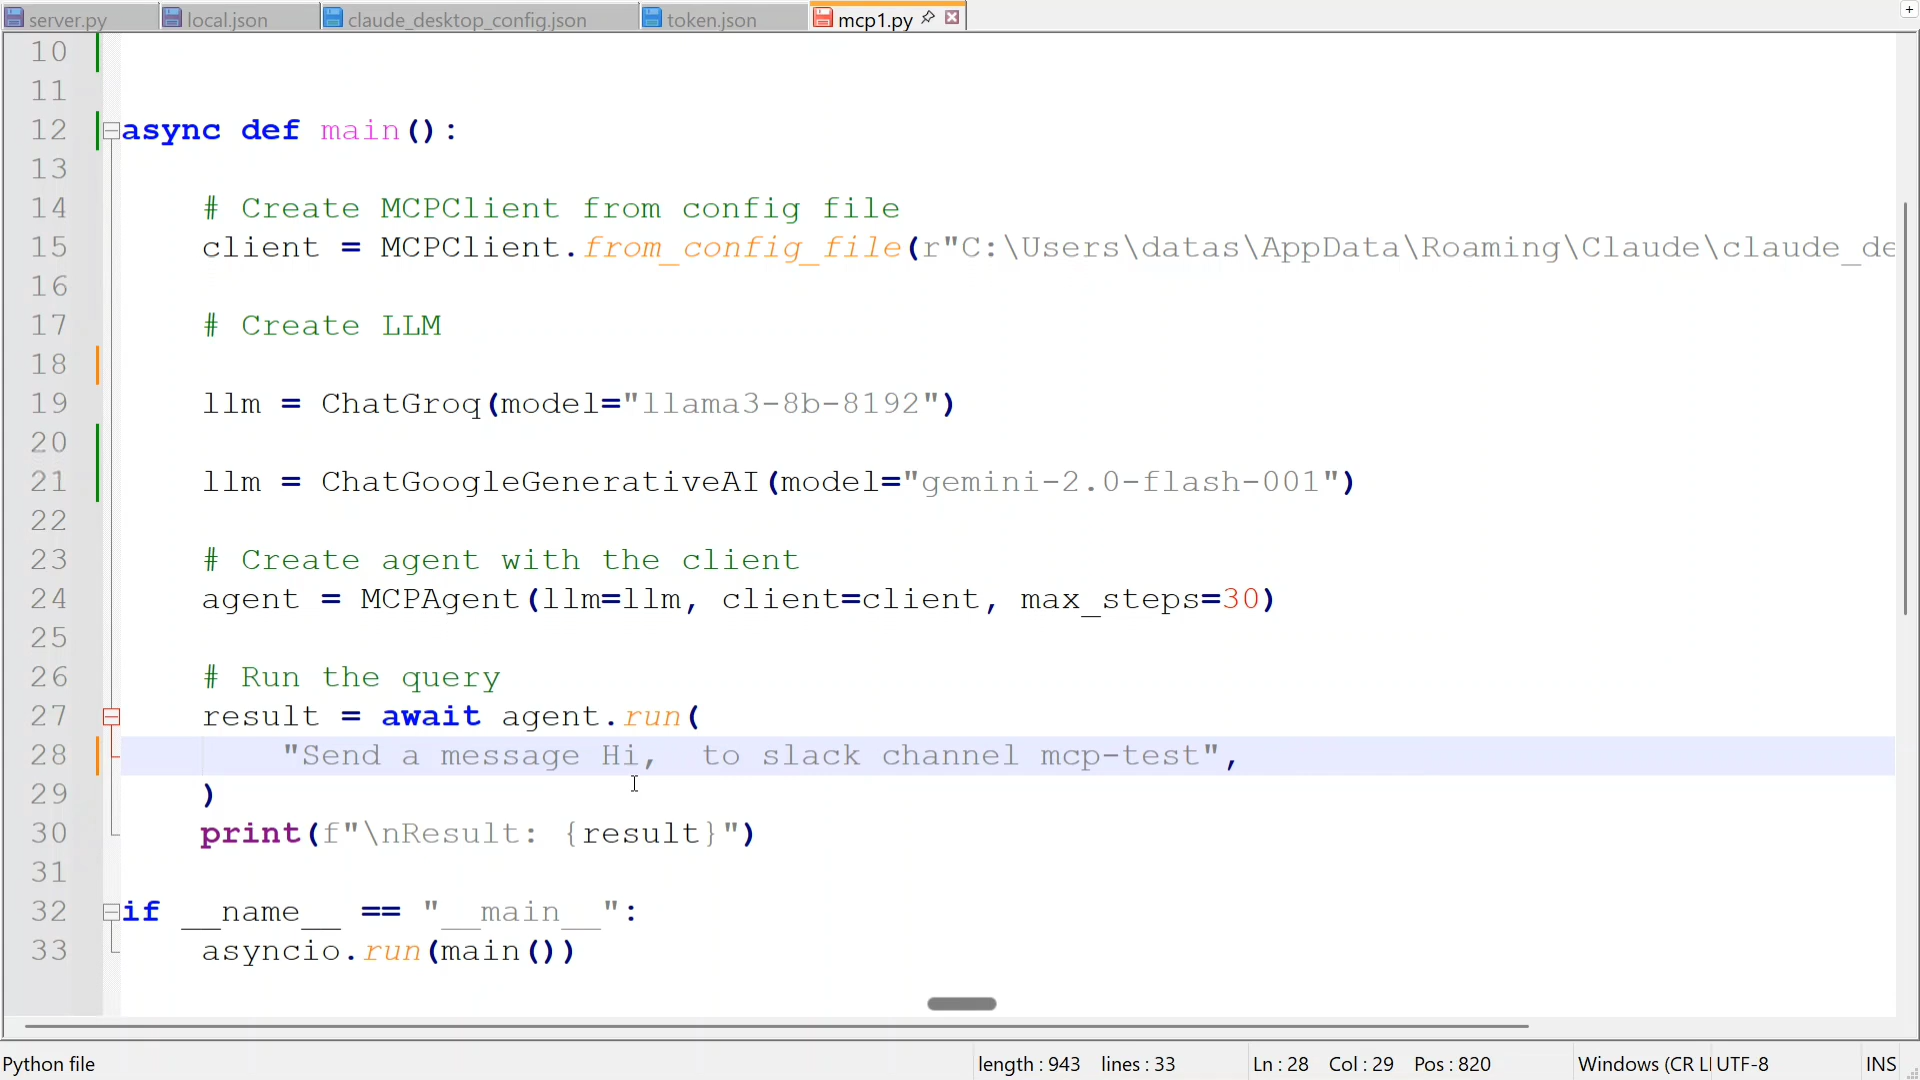 server.py local.json claude_desktop_config.json token.json mcp1.py
10
11
12 async def main():
13
14 # Create MCPClient from config file
15 client = MCPClient.from_config_file(r"C:\Users\datas\AppData\Roaming\Claude\claude_de
16
17 # Create LLM
18
19 llm = ChatGroq(model="llama3-8b-8192")
20
21 llm = ChatGoogleGenerativeAI(model="gemini-2.0-flash-001")
22
23 # Create agent with the client
24 agent = MCPAgent(llm=llm, client=client, max_steps=30)
25
26 # Run the query
27 result = await agent.run(
28 "Send a message Hi,  to slack channel mcp-test",
29 )
30 print(f"\nResult: {result}")
31
32 if __name__ == "__main__":
33 asyncio.run(main())
Python file length : 943 lines : 33 Ln : 28 Col : 29 Pos : 820 Windows (CR LI UTF-8 INS